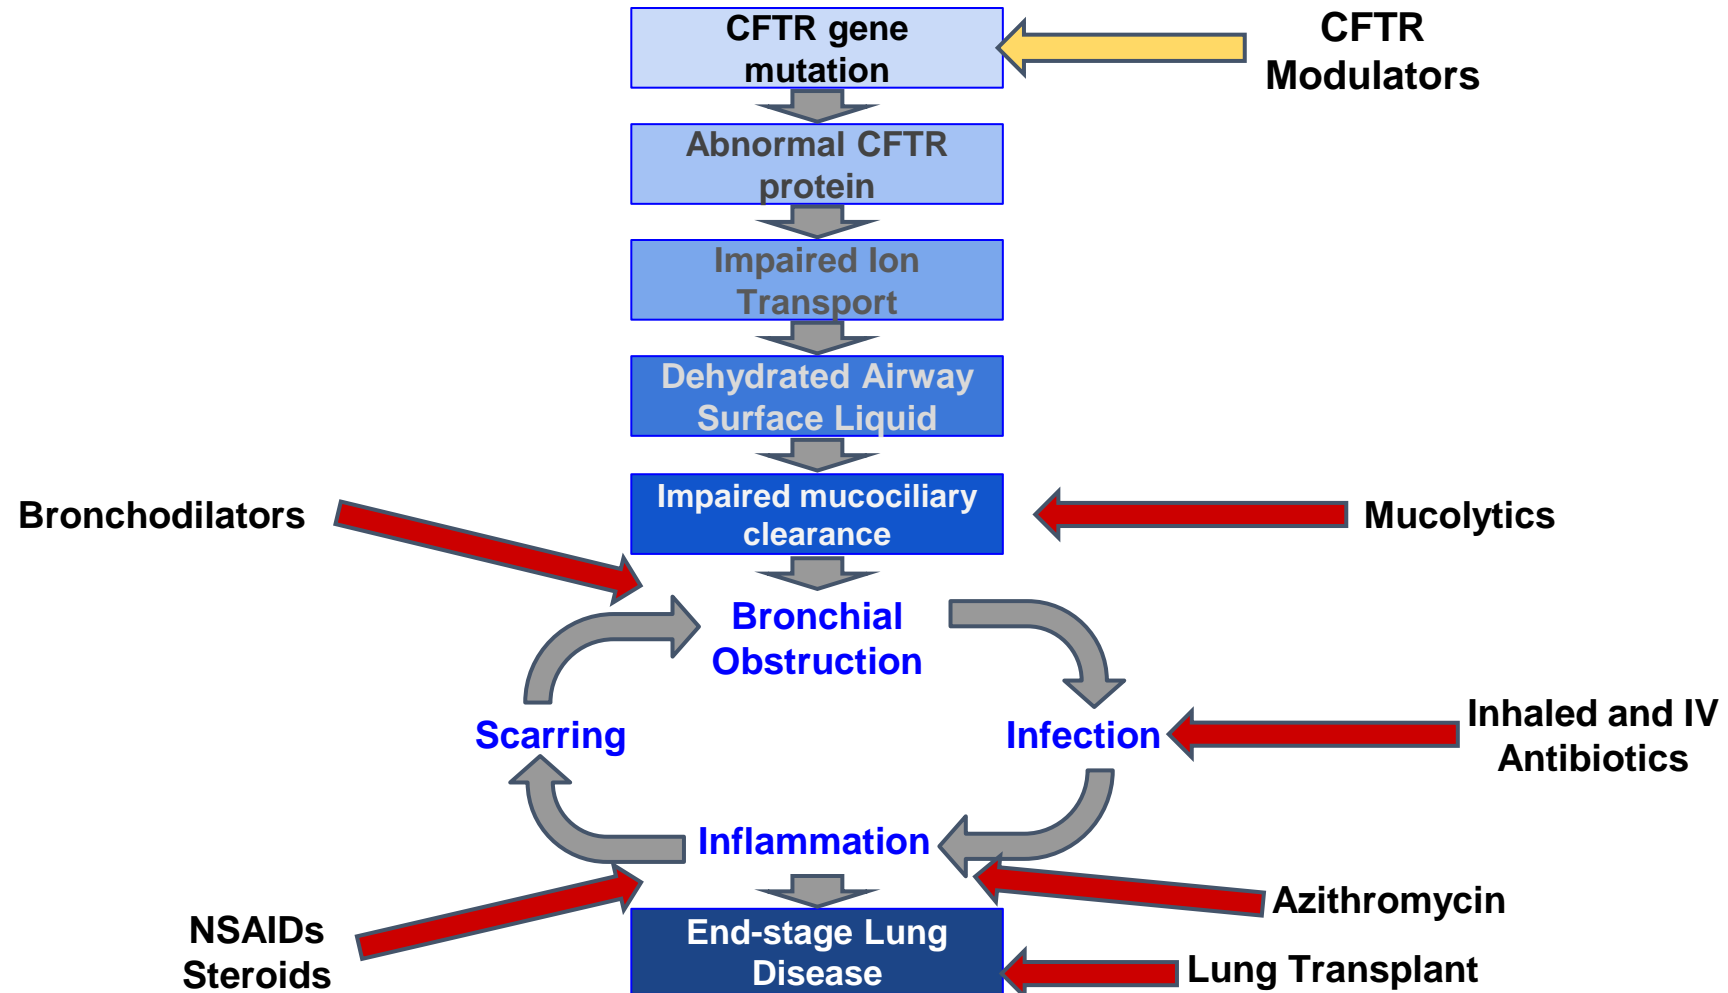 CFTR gene
mutation
CFTR
Modulators
Abnormal CFTR
protein
Impaired Ion
Transport
Dehydrated Airway
Surface Liquid
Bronchodilators
Impaired mucociliary
clearance
Mucolytics
Bronchial
Obstruction
Scarring
Infection
Inhaled and IV
Antibiotics
Inflammation
Azithromycin
NSAIDs
Steroids
End-stage Lung
Disease
Lung Transplant